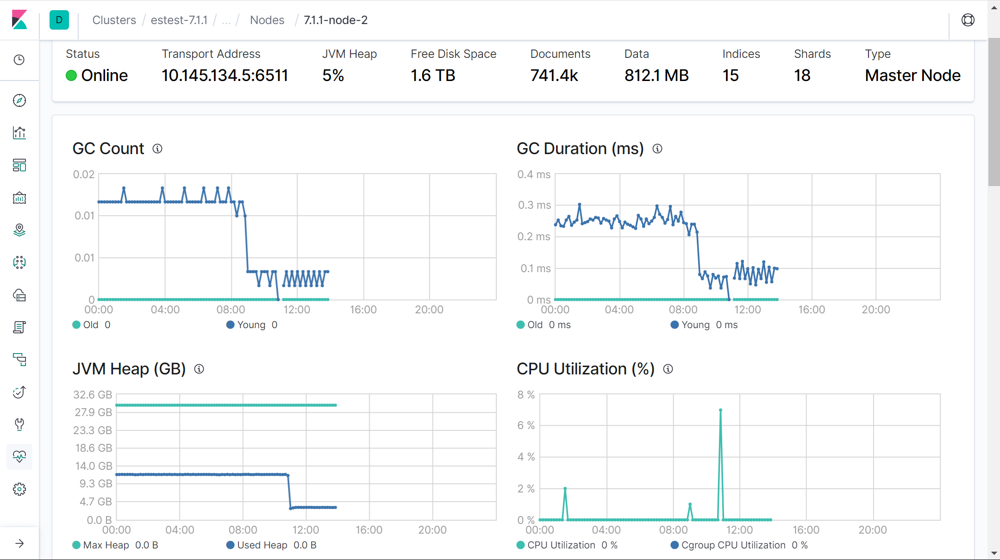 D Clusters / estest-7.1.1 / ... / Nodes / 7.1.1-node-2
Status Transport Address JVM Heap Free Disk Space Documents Data Indices Shards Type
Online 10.145.134.5:6511 5% 1.6 TB 741.4k 812.1 MB 15 18 Master Node
GC Count
0.02
0.01
0.01
0
00:00 04:00 08:00 12:00 16:00 20:00
Old 0 Young 0
GC Duration (ms)
0.4 ms
0.3 ms
0.2 ms
0.1 ms
0 ms
00:00 04:00 08:00 12:00 16:00 20:00
Old 0 ms Young 0 ms
JVM Heap (GB)
32.6 GB
27.9 GB
23.3 GB
18.6 GB
14.0 GB
9.3 GB
4.7 GB
0.0 B
00:00 04:00 08:00 12:00 16:00 20:00
Max Heap 0.0 B Used Heap 0.0 B
CPU Utilization (%)
8 %
6 %
4 %
2 %
0 %
00:00 04:00 08:00 12:00 16:00 20:00
CPU Utilization 0 % Cgroup CPU Utilization 0 %